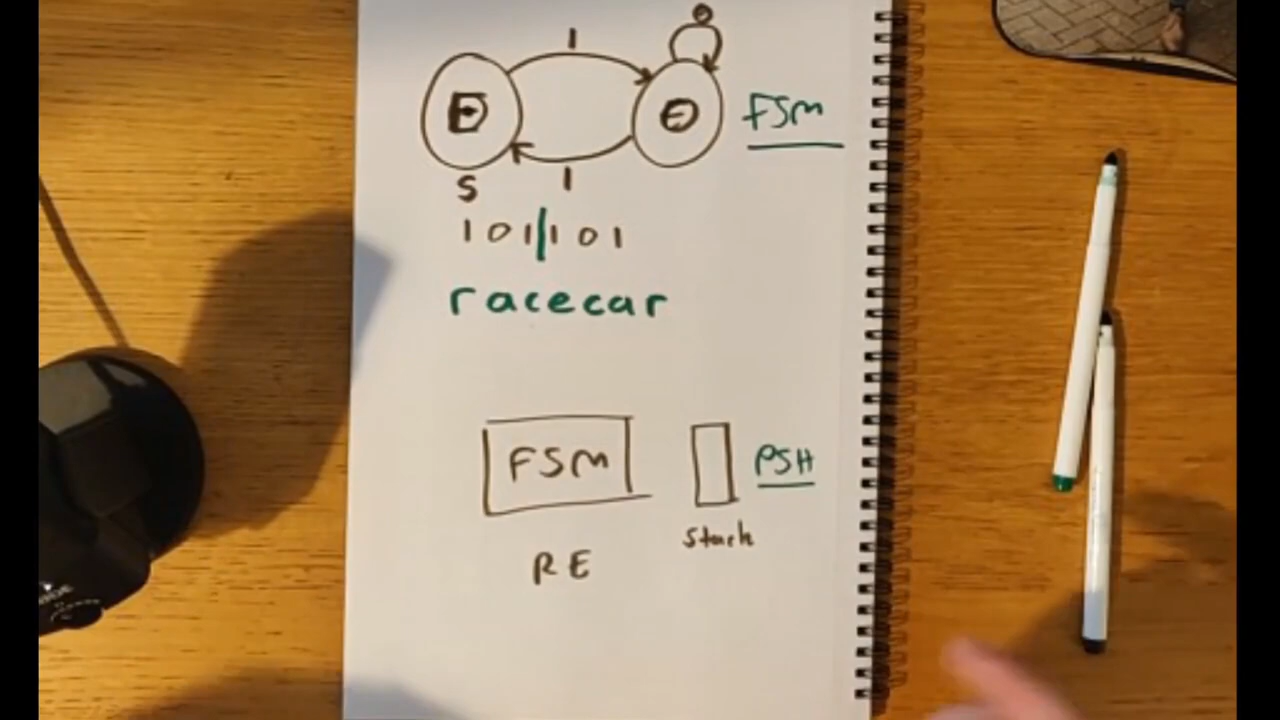 0
1
E O FSM
S 1
101|101
racecar
FSM PSH
Stack
RE